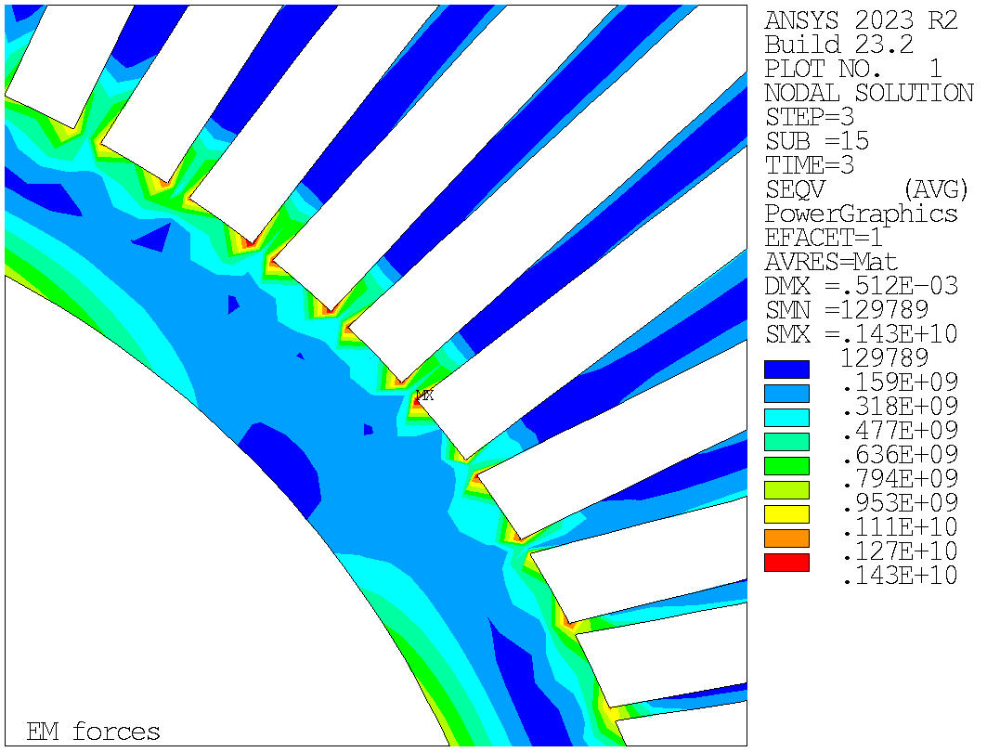 ANSYS 2023 R2
Build 23.2
PLOT NO. 1
NODAL SOLUTION
STEP=3
SUB =15
TIME=3
SEQV (AVG)
PowerGraphics
EFACET=1
AVRES=Mat
DMX =.512E-03
SMN =129789
SMX =.143E+10
129789
.159E+09
.318E+09
.477E+09
.636E+09
.794E+09
.953E+09
.111E+10
.127E+10
.143E+10
MX
EM forces